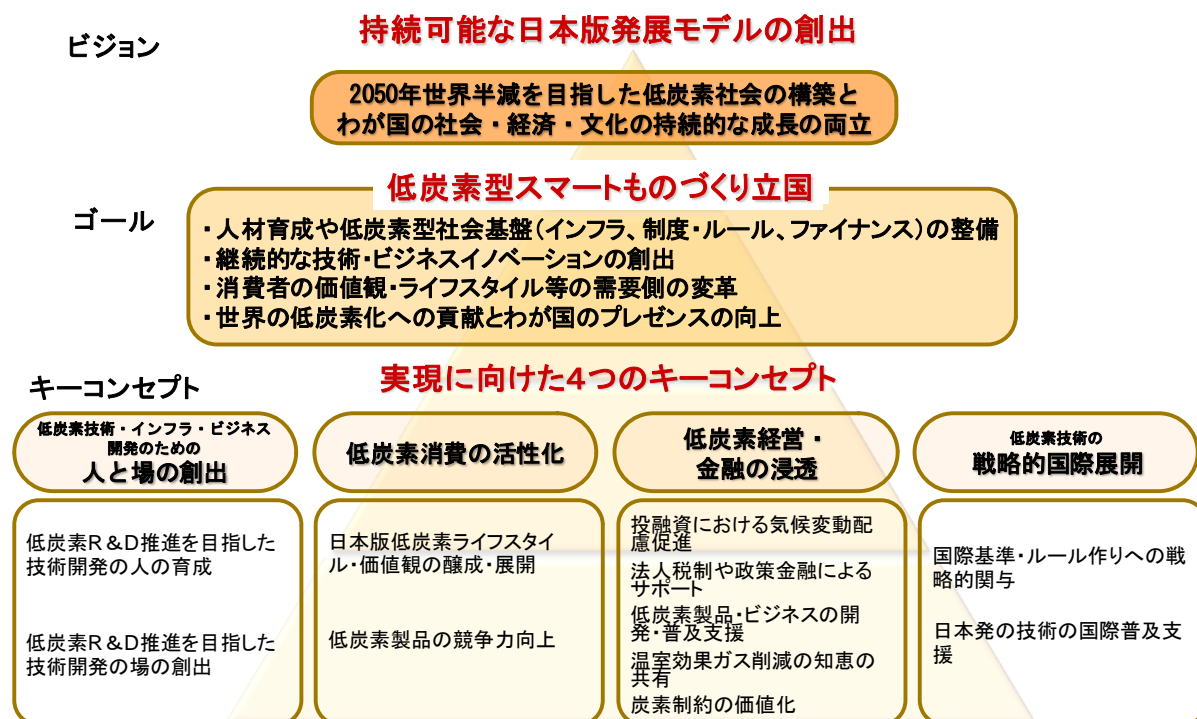 ビジョン
持続可能な日本版発展モデルの創出
2050年世界半減を目指した低炭素社会の構築と
わが国の社会・経済・文化の持続的な成長の両立
ゴール
低炭素型スマートものづくり立国
・人材育成や低炭素型社会基盤(インフラ、制度・ルール、ファイナンス)の整備
・継続的な技術・ビジネスイノベーションの創出
・消費者の価値観・ライフスタイル等の需要側の変革
・世界の低炭素化への貢献とわが国のプレゼンスの向上
キーコンセプト
実現に向けた4つのキーコンセプト
低炭素技術・インフラ・ビジネス
開発のための
人と場の創出
低炭素R&D推進を目指した
技術開発の人の育成
低炭素R&D推進を目指した
技術開発の場の創出
低炭素消費の活性化
日本版低炭素ライフスタイ
ル・価値観の醸成・展開
低炭素製品の競争力向上
低炭素経営・
金融の浸透
投融資における気候変動配
慮促進
法人税制や政策金融による
サポート
低炭素製品・ビジネスの開
発・普及支援
温室効果ガス削減の知恵の
共有
炭素制約の価値化
低炭素技術の
戦略的国際展開
国際基準・ルール作りへの戦
略的関与
日本発の技術の国際普及支
援